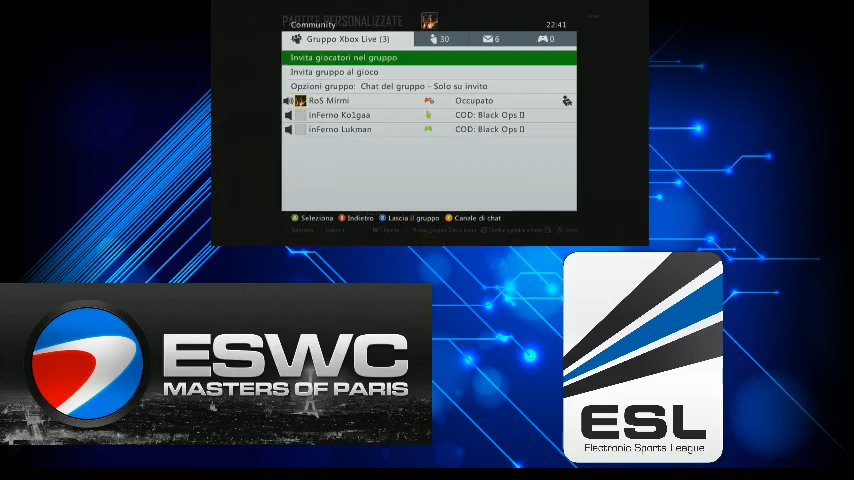 PARTITE PERSONALIZZATE
Community
22:41
Gruppo Xbox Live (3)
30
6
0
Invita giocatori nel gruppo
Invita gruppo al gioco
Opzioni gruppo: Chat del gruppo - Solo su invito
RoS Mirmi
Occupato
inFerno Ko1gaa
COD: Black Ops II
inFerno Lukman
COD: Black Ops II
A Seleziona B Indietro X Lascia il gruppo Y Canale di chat
ESWC
MASTERS OF PARIS
ESL
Electronic Sports League